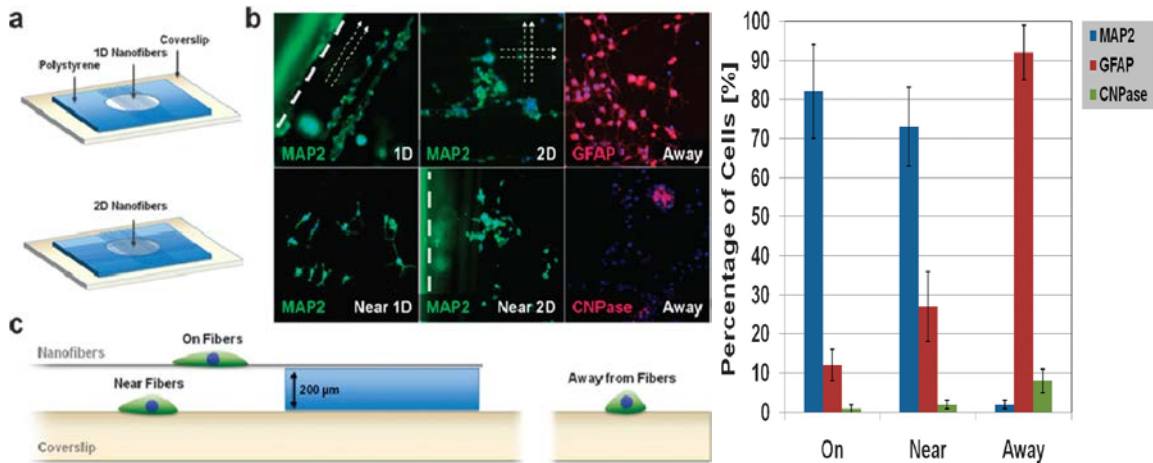 a
1D Nanofibers
Coverslip
Polystyrene
2D Nanofibers
b
MAP2 1D
MAP2 2D
GFAP Away
MAP2 Near 1D
MAP2 Near 2D
CNPase Away
c
On Fibers
Nanofibers
Near Fibers
200 µm
Away from Fibers
Coverslip
Percentage of Cells [%]
100
90
80
70
60
50
40
30
20
10
0
On Near Away
MAP2
GFAP
CNPase